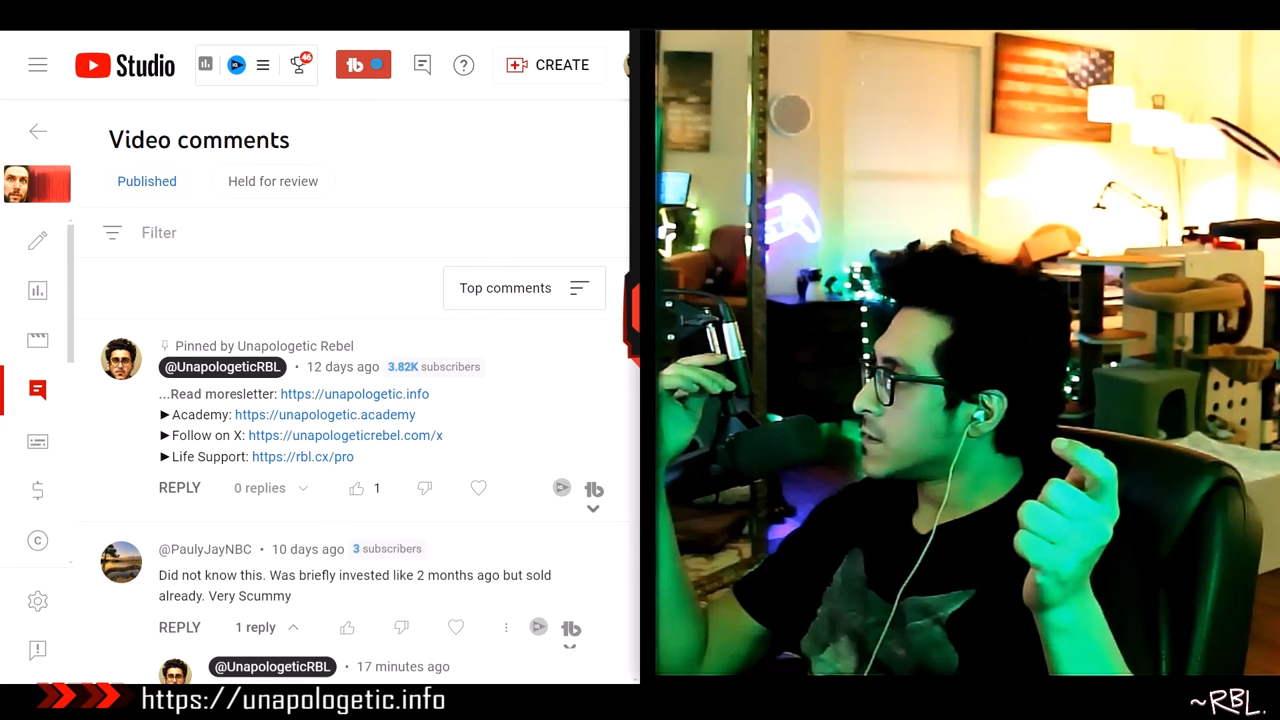 Studio
46
tb
CREATE
Video comments
Published
Held for review
Filter
Top comments
Pinned by Unapologetic Rebel
@UnapologeticRBL • 12 days ago 3.82K subscribers
...Read moresletter: https://unapologetic.info
►Academy: https://unapologetic.academy
►Follow on X: https://unapologeticrebel.com/x
►Life Support: https://rbl.cx/pro
REPLY 0 replies 1
tb
@PaulyJayNBC • 10 days ago 3 subscribers
Did not know this. Was briefly invested like 2 months ago but sold
already. Very Scummy
REPLY 1 reply
tb
@UnapologeticRBL • 17 minutes ago
https://unapologetic.info
~RBL.